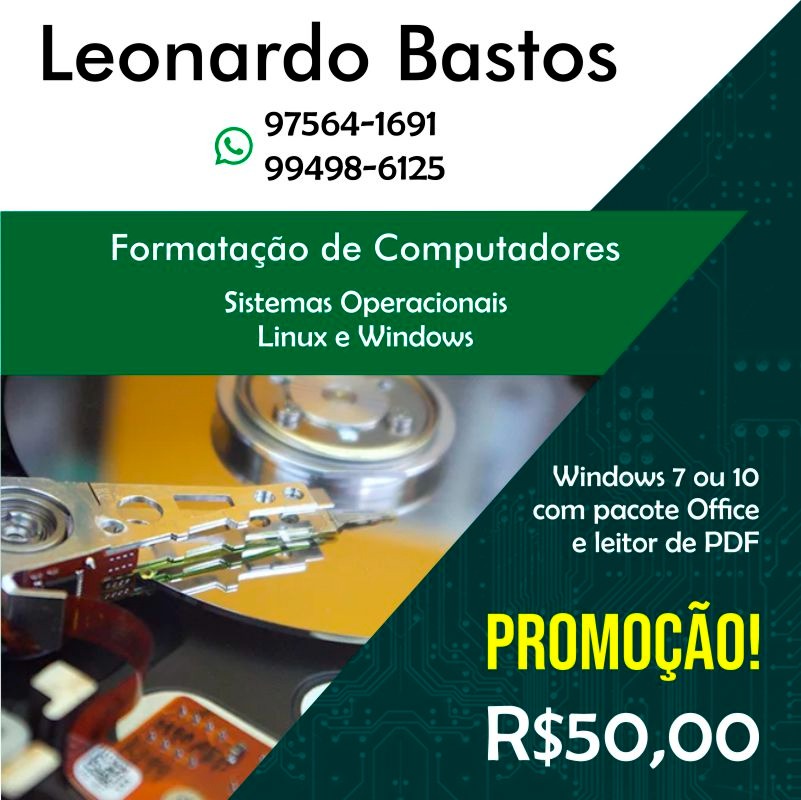 Leonardo Bastos
97564-1691
99498-6125
Formatação de Computadores
Sistemas Operacionais
Linux e Windows
Windows 7 ou 10
com pacote Office
e leitor de PDF
PROMOÇÃO!
R$50,00